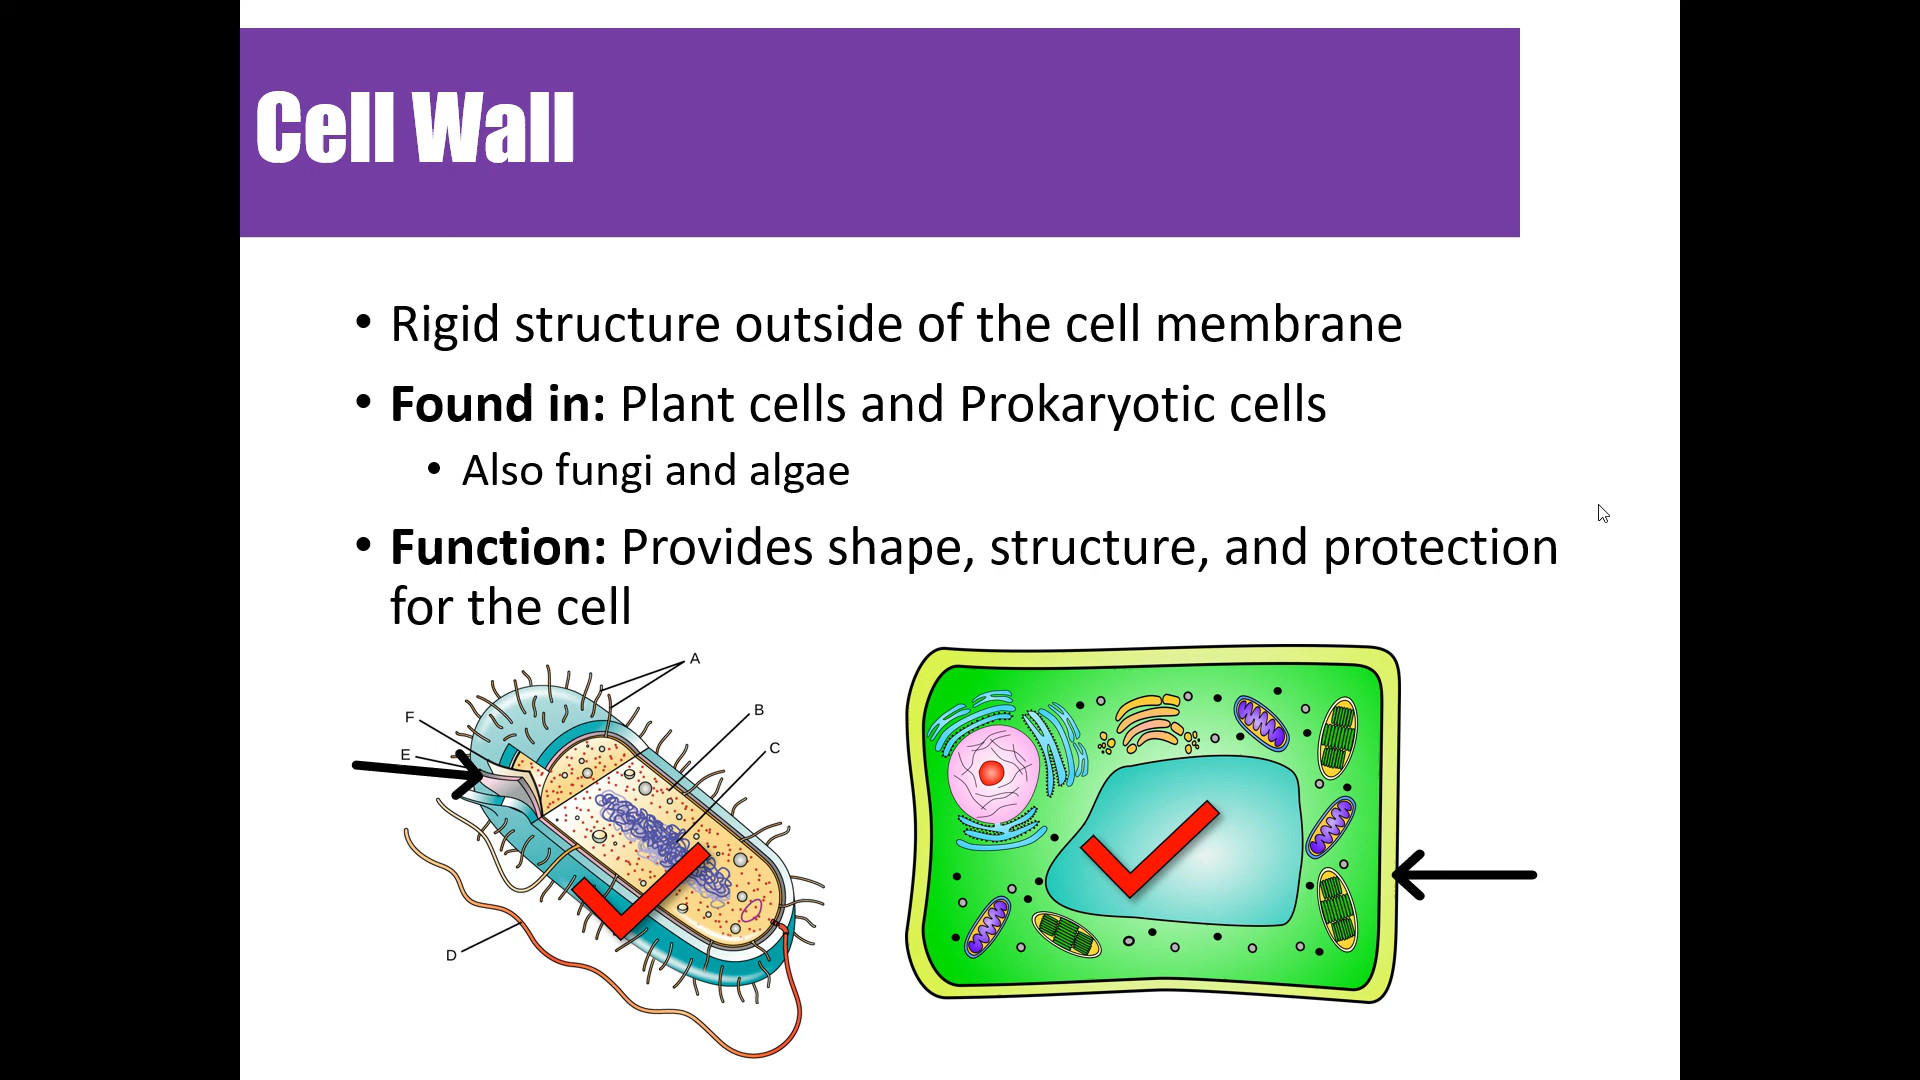 Cell Wall
• Rigid structure outside of the cell membrane
• Found in: Plant cells and Prokaryotic cells
• Also fungi and algae
• Function: Provides shape, structure, and protection
for the cell
A
B
F
C
E
D